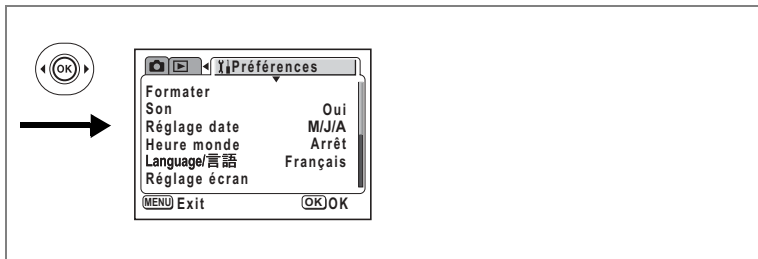 OK
Préférences
Formater
Son Oui
Réglage date M/J/A
Heure monde Arrêt
Language/言語 Français
Réglage écran
MENU Exit OK OK